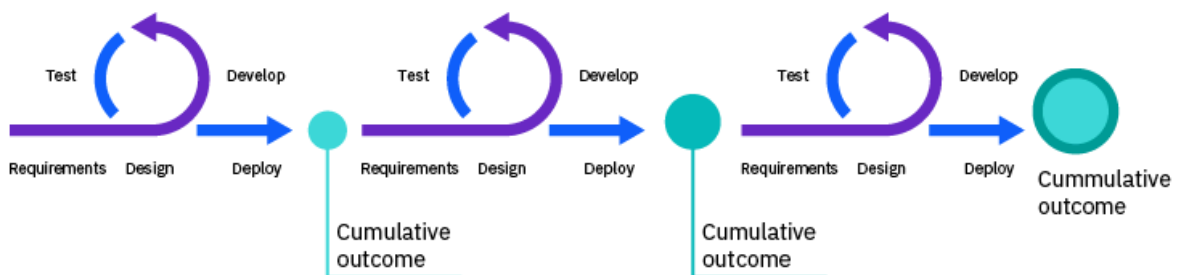 Test
Develop
Test
Develop
Test
Develop
Requirements
Design
Deploy
Requirements
Design
Deploy
Requirements
Design
Deploy
Cummulative
outcome
Cumulative
outcome
Cumulative
outcome